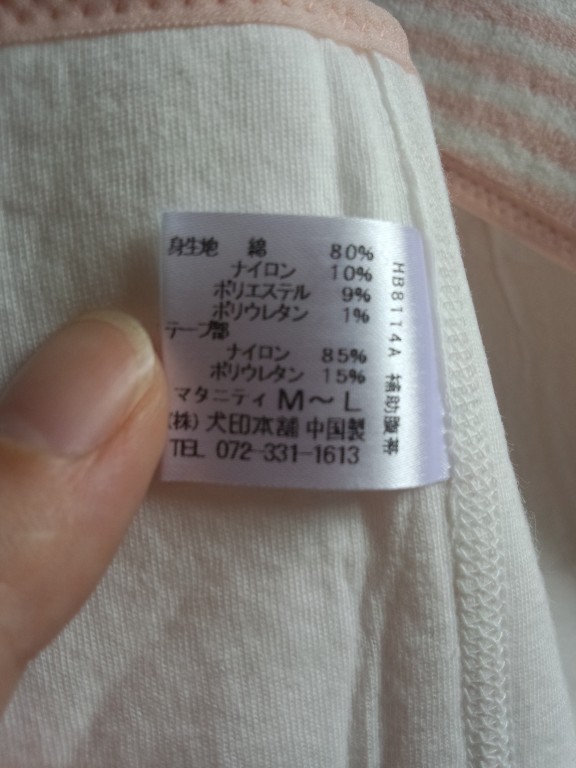 身生地 綿 80%
ナイロン 10%
ポリエステル 9%
ポリウレタン 1%
テープ部
ナイロン 85%
ポリウレタン 15%
マタニティ M〜L
(株) 犬印本舗 中国製
TEL 072-331-1613
HB8114A 補助腹帯